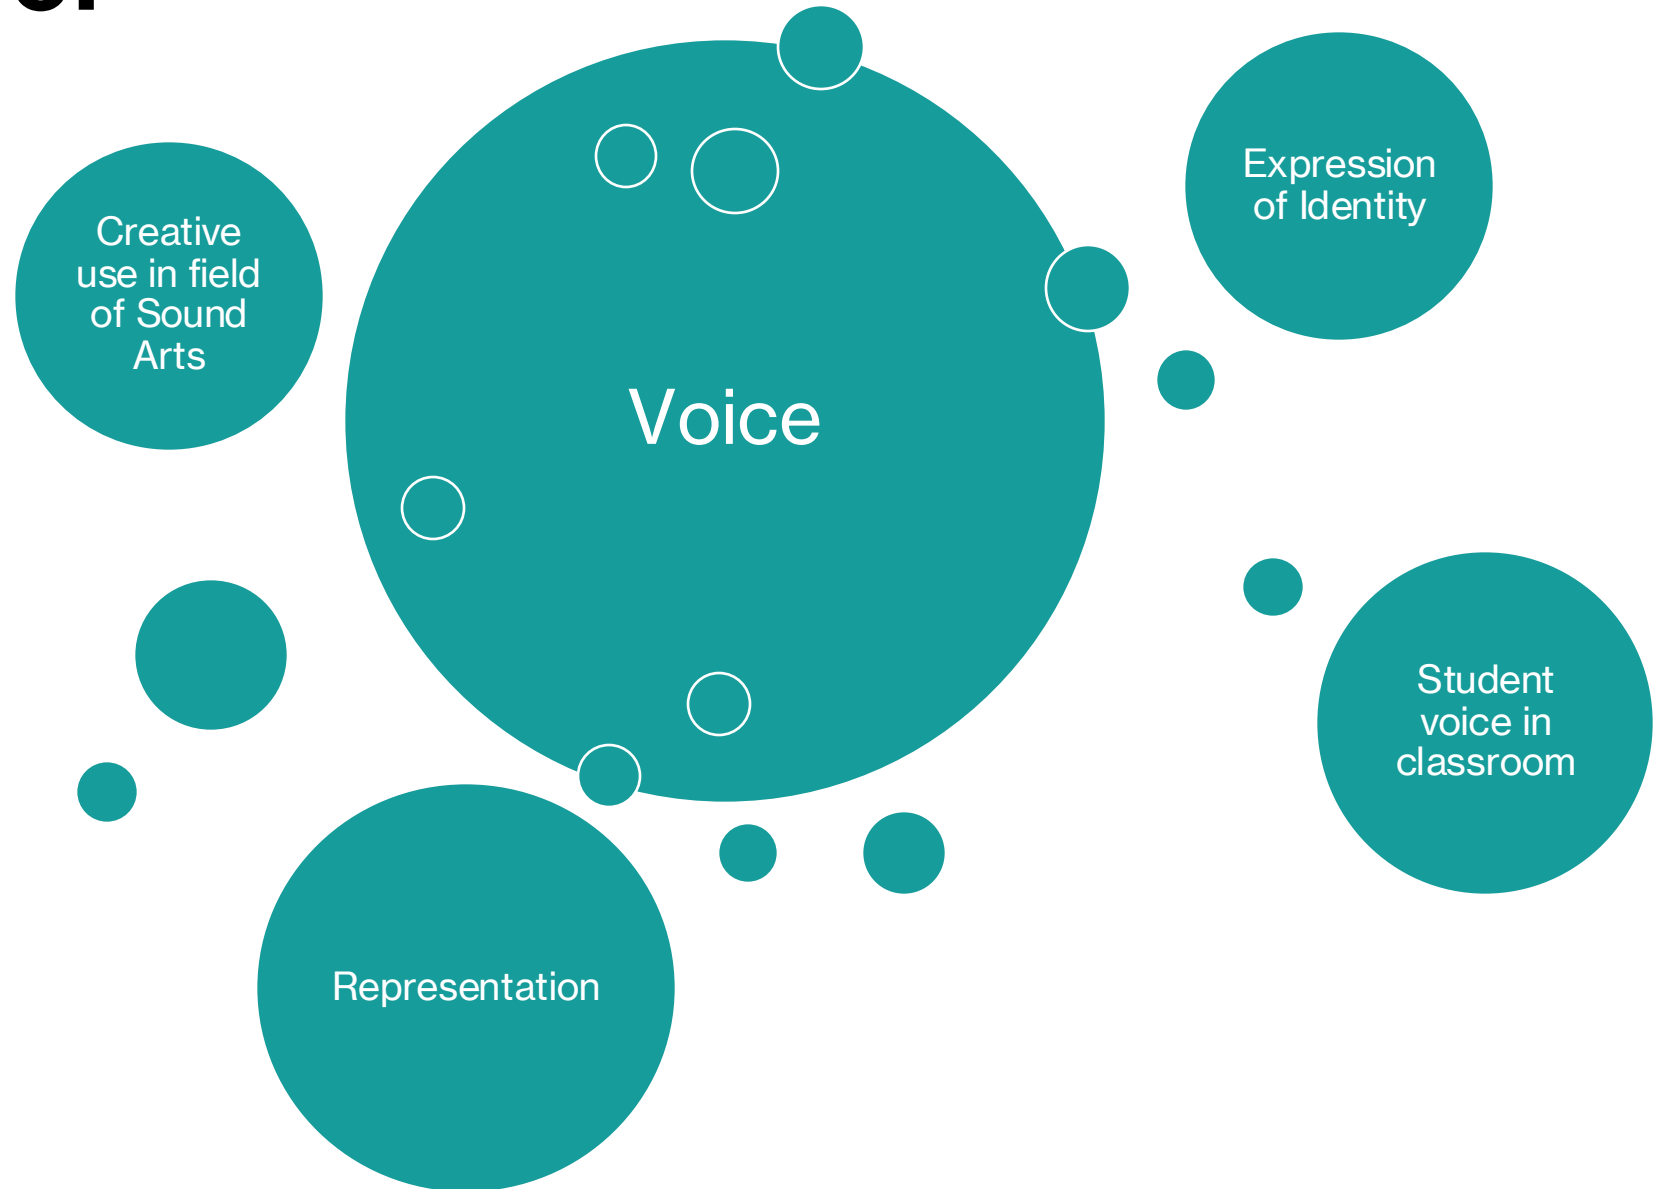 Creative
use in field
of Sound
Arts
Voice
Expression
of Identity
Student
voice in
classroom
Representation